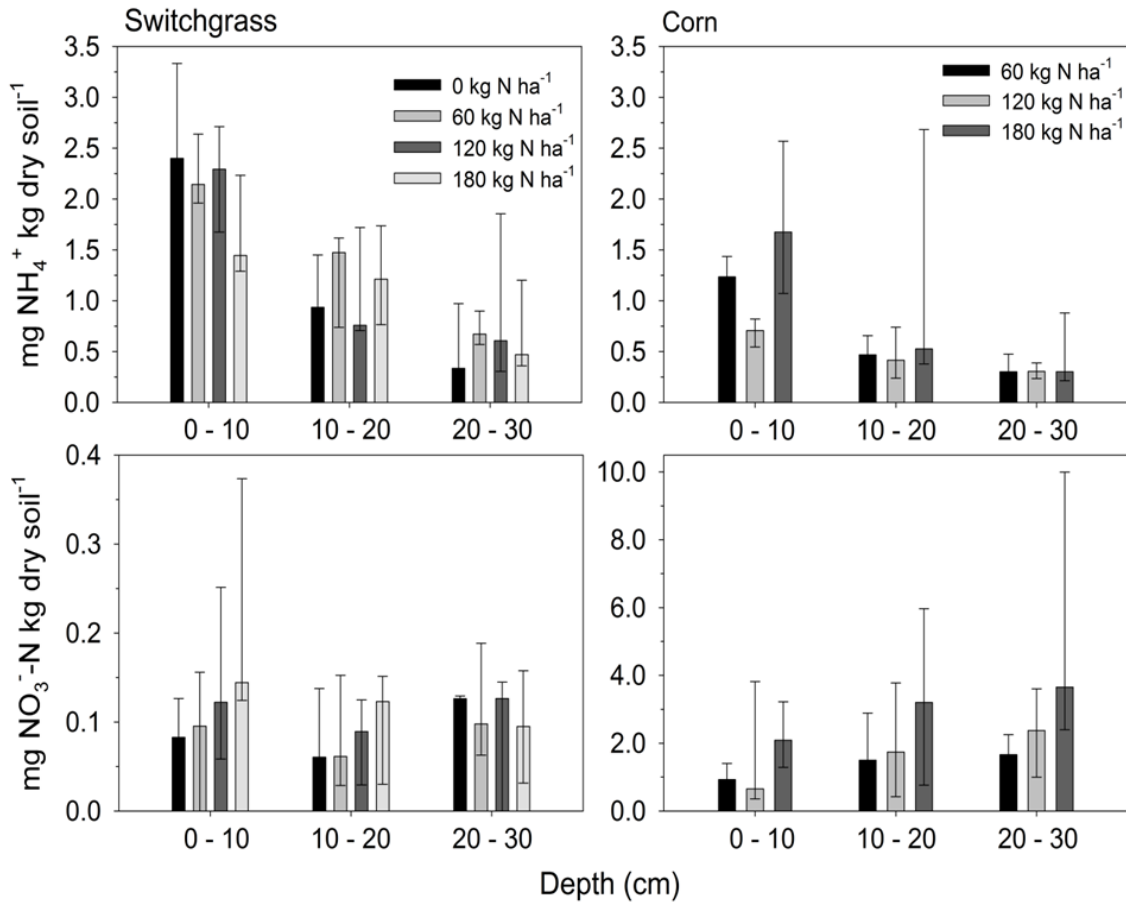 Switchgrass
Corn
mg NH₄⁺ kg dry soil⁻¹
3.5
3.0
2.5
2.0
1.5
1.0
0.5
0.0
0 kg N ha⁻¹
60 kg N ha⁻¹
120 kg N ha⁻¹
180 kg N ha⁻¹
0 - 10
10 - 20
20 - 30
3.5
3.0
2.5
2.0
1.5
1.0
0.5
0.0
60 kg N ha⁻¹
120 kg N ha⁻¹
180 kg N ha⁻¹
0 - 10
10 - 20
20 - 30
mg NO₃⁻-N kg dry soil⁻¹
0.4
0.3
0.2
0.1
0.0
0 - 10
10 - 20
20 - 30
10.0
8.0
6.0
4.0
2.0
0.0
0 - 10
10 - 20
20 - 30
Depth (cm)